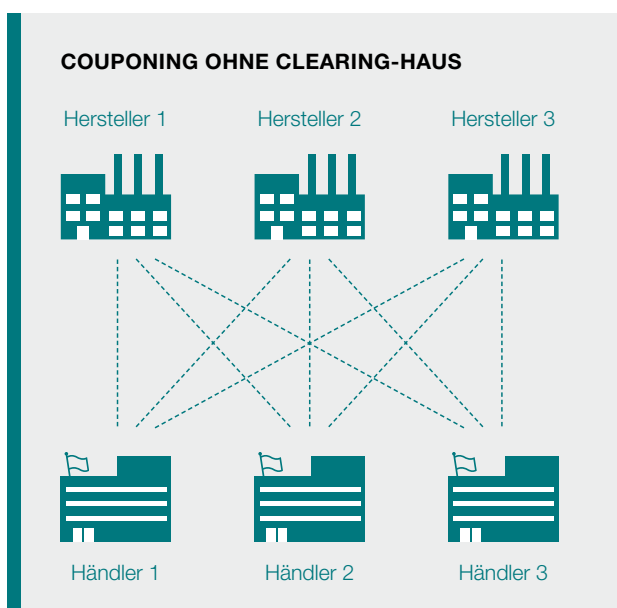 COUPONING OHNE CLEARING-HAUS
Hersteller 1 Hersteller 2 Hersteller 3
Händler 1 Händler 2 Händler 3